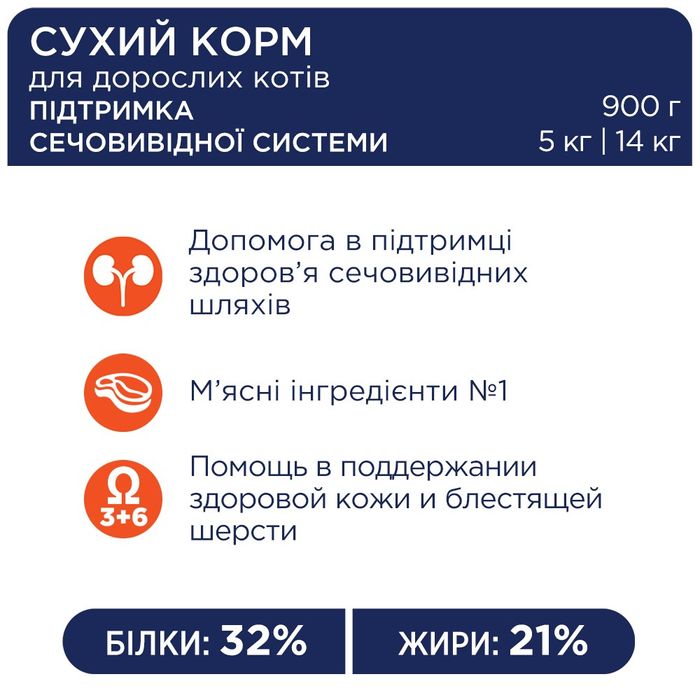 СУХИЙ КОРМ
для дорослих котів
ПІДТРИМКА
СЕЧОВИВІДНОЇ СИСТЕМИ
900 г
5 кг | 14 кг
Допомога в підтримці
здоров’я сечовивідних
шляхів
М’ясні інгредієнти №1
Ω
3+6
Помощь в поддержании
здоровой кожи и блестящей
шерсти
БІЛКИ: 32%
ЖИРИ: 21%